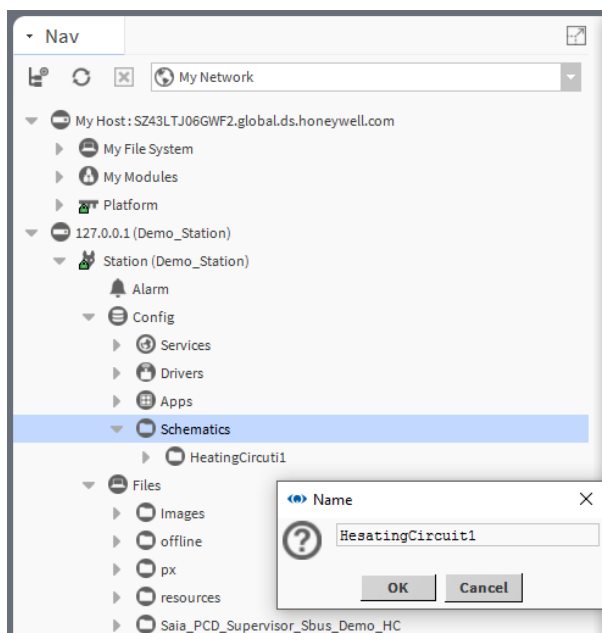 Nav
My Network
My Host : SZ43LTJ06GWF2.global.ds.honeywell.com
My File System
My Modules
Platform
127.0.0.1 (Demo_Station)
Station (Demo_Station)
Alarm
Config
Services
Drivers
Apps
Schematics
HeatingCircuti1
Files
Images
offline
px
resources
Saia_PCD_Supervisor_Sbus_Demo_HC
Name
HesatingCircuit1
OK Cancel